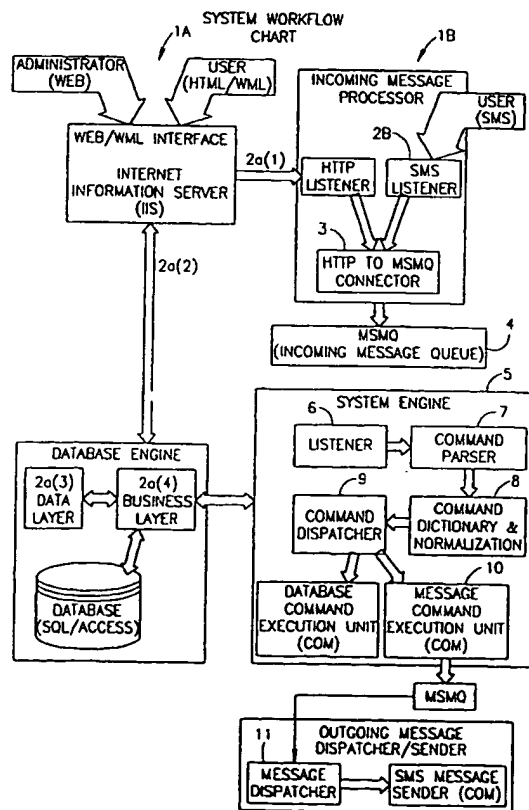 SYSTEM WORKFLOW
CHART
1A
1B
ADMINISTRATOR
(WEB)
USER
(HTML/WML)
INCOMING MESSAGE
PROCESSOR
USER
(SMS)
WEB/WML INTERFACE
INTERNET
INFORMATION SERVER
(IIS)
2a(1)
2B
HTTP
LISTENER
SMS
LISTENER
3
HTTP TO MSMQ
CONNECTOR
2a(2)
4
MSMQ
(INCOMING MESSAGE QUEUE)
5
SYSTEM ENGINE
6
7
LISTENER
COMMAND
PARSER
DATABASE ENGINE
2a(3)
DATA
LAYER
2a(4)
BUSINESS
LAYER
9
8
COMMAND
DISPATCHER
COMMAND
DICTIONARY &
NORMALIZATION
10
DATABASE
(SQL/ACCESS)
DATABASE
COMMAND
EXECUTION UNIT
(COM)
MESSAGE
COMMAND
EXECUTION UNIT
(COM)
MSMQ
OUTGOING MESSAGE
DISPATCHER/SENDER
11
MESSAGE
DISPATCHER
SMS MESSAGE
SENDER (COM)